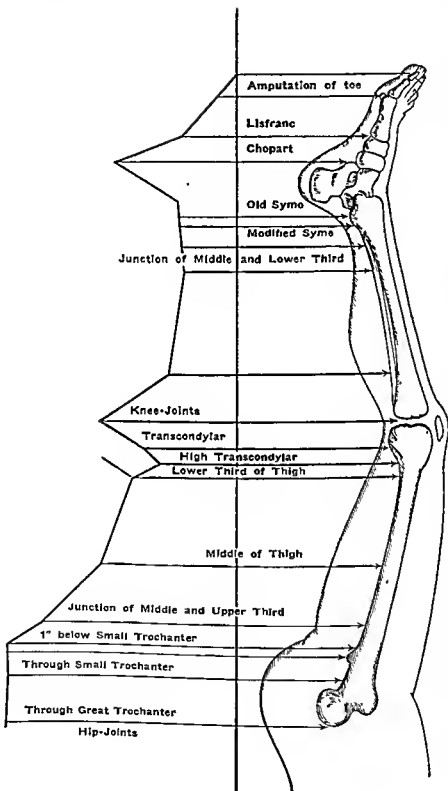 Amputation of toe
Lisfranc
Chopart
Old Symo
Modified Syme
Junction of Middle and Lower Third
Knee-Joints
Transcondylar
High Transcondylar
Lower Third of Thigh
Middle of Thigh
Junction of Middle and Upper Third
1" below Small Trochanter
Through Small Trochanter
Through Great Trochanter
Hip-Joints